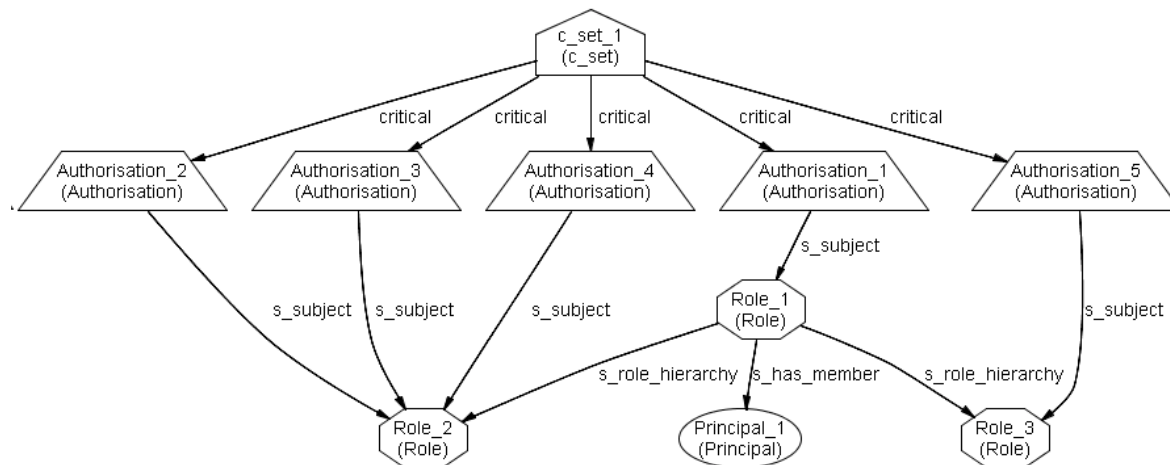 c_set_1
(c_set)
critical
critical
critical
critical
critical
Authorisation_2
(Authorisation)
Authorisation_3
(Authorisation)
Authorisation_4
(Authorisation)
Authorisation_1
(Authorisation)
Authorisation_5
(Authorisation)
s_subject
Role_1
(Role)
s_subject
s_subject
s_subject
s_subject
s_role_hierarchy
s_has_member
s_role_hierarchy
Role_2
(Role)
Principal_1
(Principal)
Role_3
(Role)